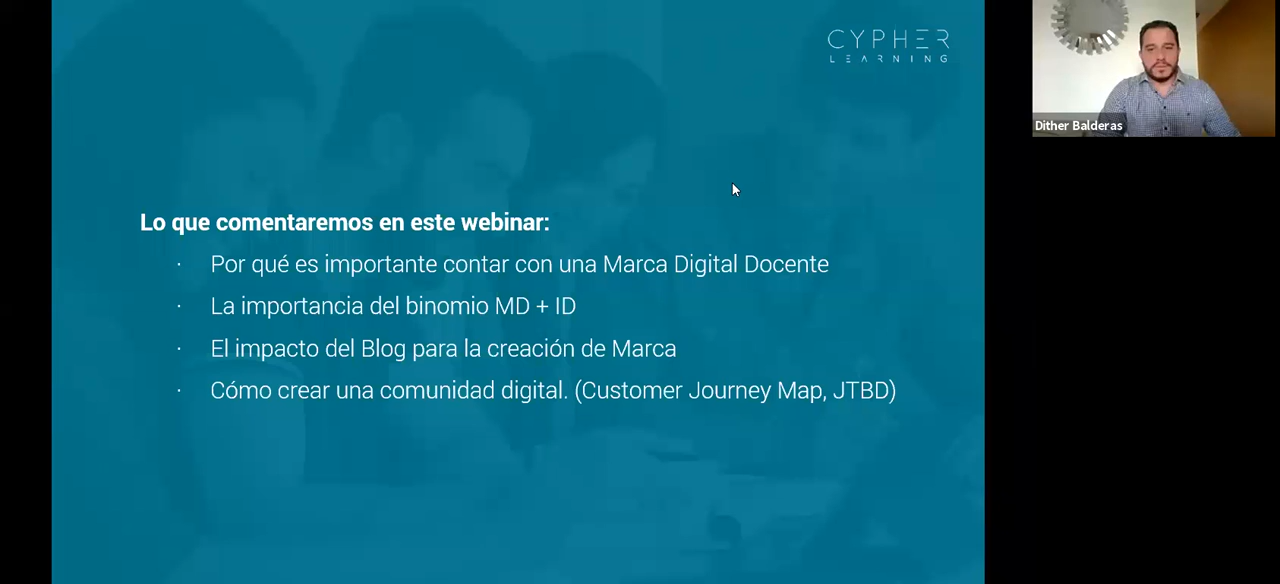 CYPHER
LEARNING
Dither Balderas
Lo que comentaremos en este webinar:
· Por qué es importante contar con una Marca Digital Docente
· La importancia del binomio MD + ID
· El impacto del Blog para la creación de Marca
· Cómo crear una comunidad digital. (Customer Journey Map, JTBD)